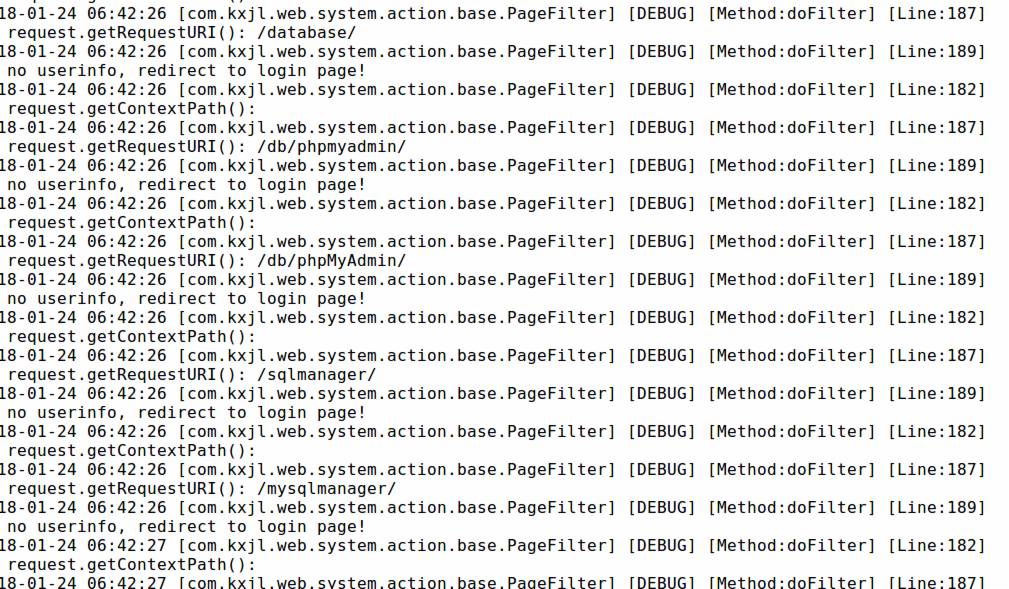 18-01-24 06:42:26 [com.kxjl.web.system.action.base.PageFilter] [DEBUG] [Method:doFilter] [Line:187]
request.getRequestURI(): /database/
18-01-24 06:42:26 [com.kxjl.web.system.action.base.PageFilter] [DEBUG] [Method:doFilter] [Line:189]
no userinfo, redirect to login page!
18-01-24 06:42:26 [com.kxjl.web.system.action.base.PageFilter] [DEBUG] [Method:doFilter] [Line:182]
request.getContextPath():
18-01-24 06:42:26 [com.kxjl.web.system.action.base.PageFilter] [DEBUG] [Method:doFilter] [Line:187]
request.getRequestURI(): /db/phpmyadmin/
18-01-24 06:42:26 [com.kxjl.web.system.action.base.PageFilter] [DEBUG] [Method:doFilter] [Line:189]
no userinfo, redirect to login page!
18-01-24 06:42:26 [com.kxjl.web.system.action.base.PageFilter] [DEBUG] [Method:doFilter] [Line:182]
request.getContextPath():
18-01-24 06:42:26 [com.kxjl.web.system.action.base.PageFilter] [DEBUG] [Method:doFilter] [Line:187]
request.getRequestURI(): /db/phpMyAdmin/
18-01-24 06:42:26 [com.kxjl.web.system.action.base.PageFilter] [DEBUG] [Method:doFilter] [Line:189]
no userinfo, redirect to login page!
18-01-24 06:42:26 [com.kxjl.web.system.action.base.PageFilter] [DEBUG] [Method:doFilter] [Line:182]
request.getContextPath():
18-01-24 06:42:26 [com.kxjl.web.system.action.base.PageFilter] [DEBUG] [Method:doFilter] [Line:187]
request.getRequestURI(): /sqlmanager/
18-01-24 06:42:26 [com.kxjl.web.system.action.base.PageFilter] [DEBUG] [Method:doFilter] [Line:189]
no userinfo, redirect to login page!
18-01-24 06:42:26 [com.kxjl.web.system.action.base.PageFilter] [DEBUG] [Method:doFilter] [Line:182]
request.getContextPath():
18-01-24 06:42:26 [com.kxjl.web.system.action.base.PageFilter] [DEBUG] [Method:doFilter] [Line:187]
request.getRequestURI(): /mysqlmanager/
18-01-24 06:42:26 [com.kxjl.web.system.action.base.PageFilter] [DEBUG] [Method:doFilter] [Line:189]
no userinfo, redirect to login page!
18-01-24 06:42:27 [com.kxjl.web.system.action.base.PageFilter] [DEBUG] [Method:doFilter] [Line:182]
request.getContextPath():
18-01-24 06:42:27 [com.kxjl.web.system.action.base.PageFilter] [DEBUG] [Method:doFilter] [Line:187]